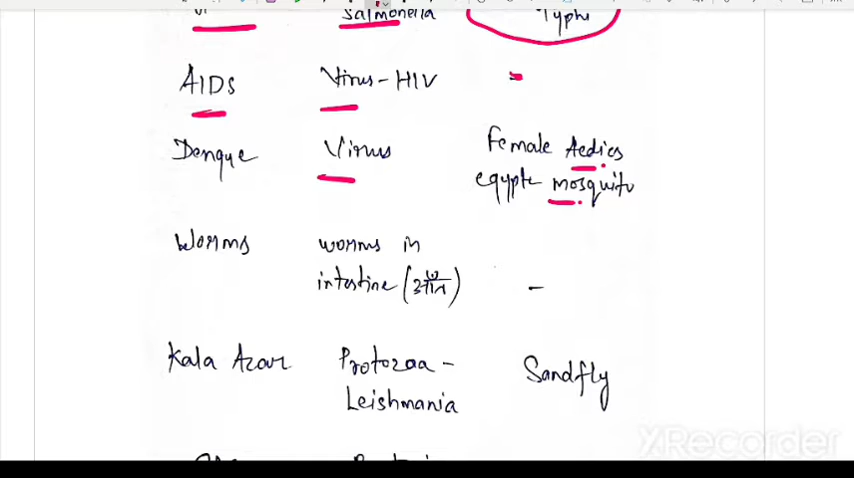 Salmonella Typhi
AIDS Virus - HIV -
Dengue Virus Female Aedies
egypte mosquito
Worms worms in
intestine (आंत) -
Kala Azar Protozaa - Sandfly
Leishmania
XRecorder